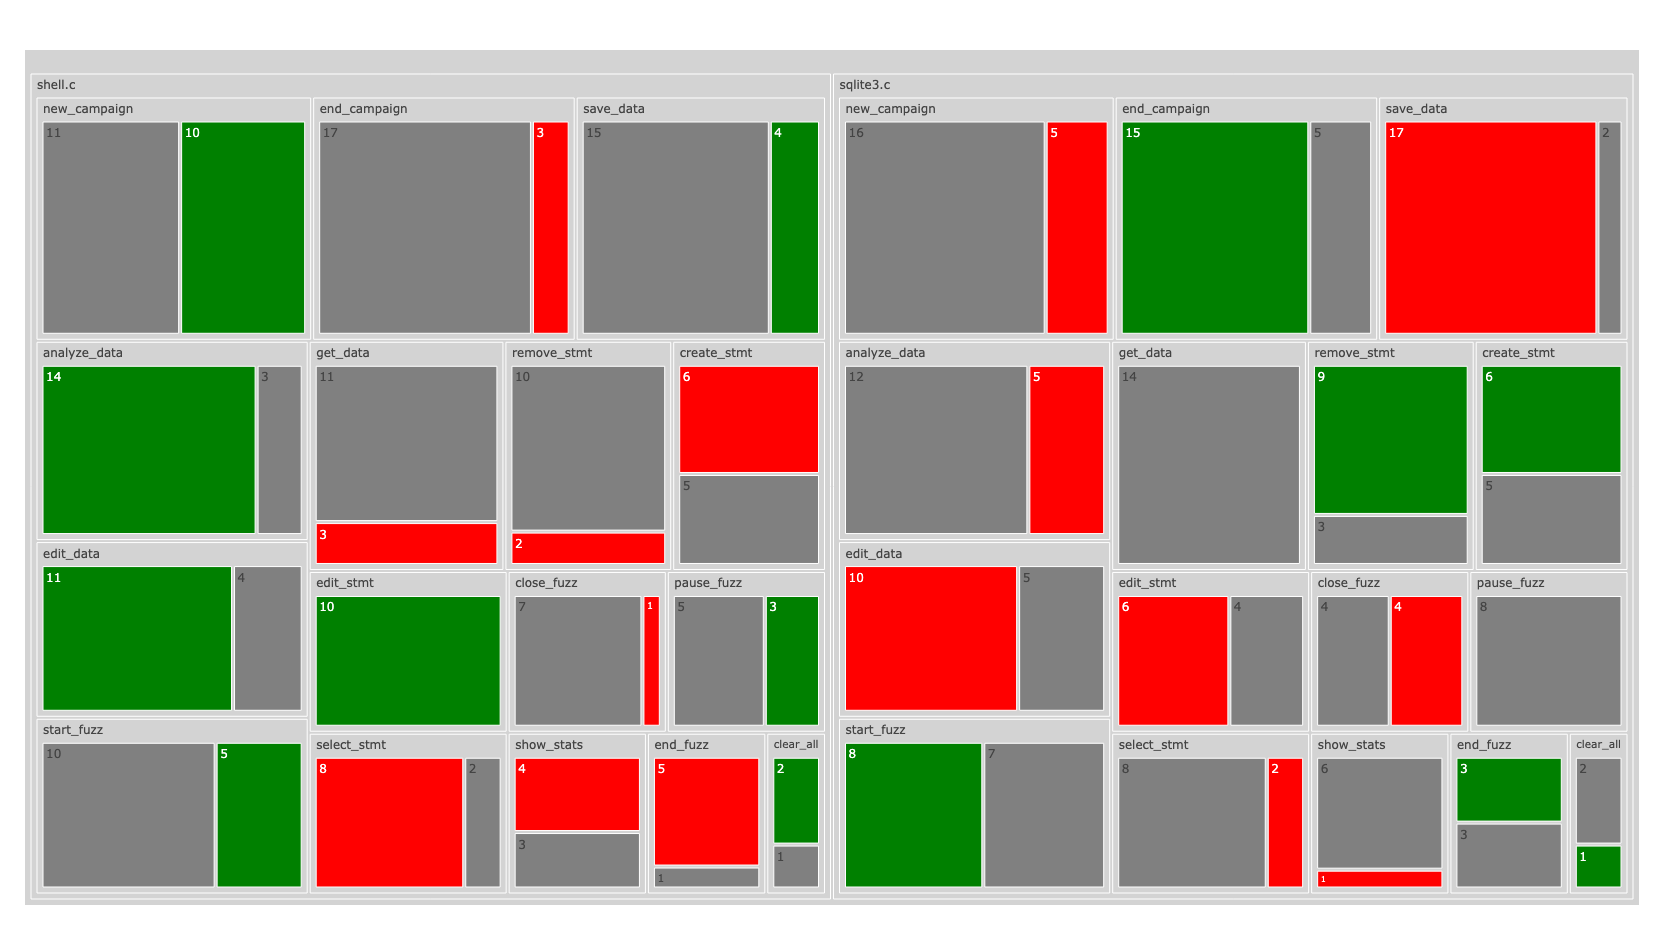 shell.c
new_campaign
11
10
end_campaign
17
3
save_data
15
4
analyze_data
14
3
get_data
11
3
remove_stmt
10
2
create_stmt
6
5
edit_data
11
4
edit_stmt
10
close_fuzz
7
1
pause_fuzz
5
3
start_fuzz
10
5
select_stmt
8
2
show_stats
4
3
end_fuzz
5
1
clear_all
2
1
sqlite3.c
new_campaign
16
5
end_campaign
15
5
save_data
17
2
analyze_data
12
5
get_data
14
remove_stmt
9
3
create_stmt
6
5
edit_data
10
5
edit_stmt
6
4
close_fuzz
4
4
pause_fuzz
8
start_fuzz
8
7
select_stmt
8
2
show_stats
6
1
end_fuzz
3
3
clear_all
2
1